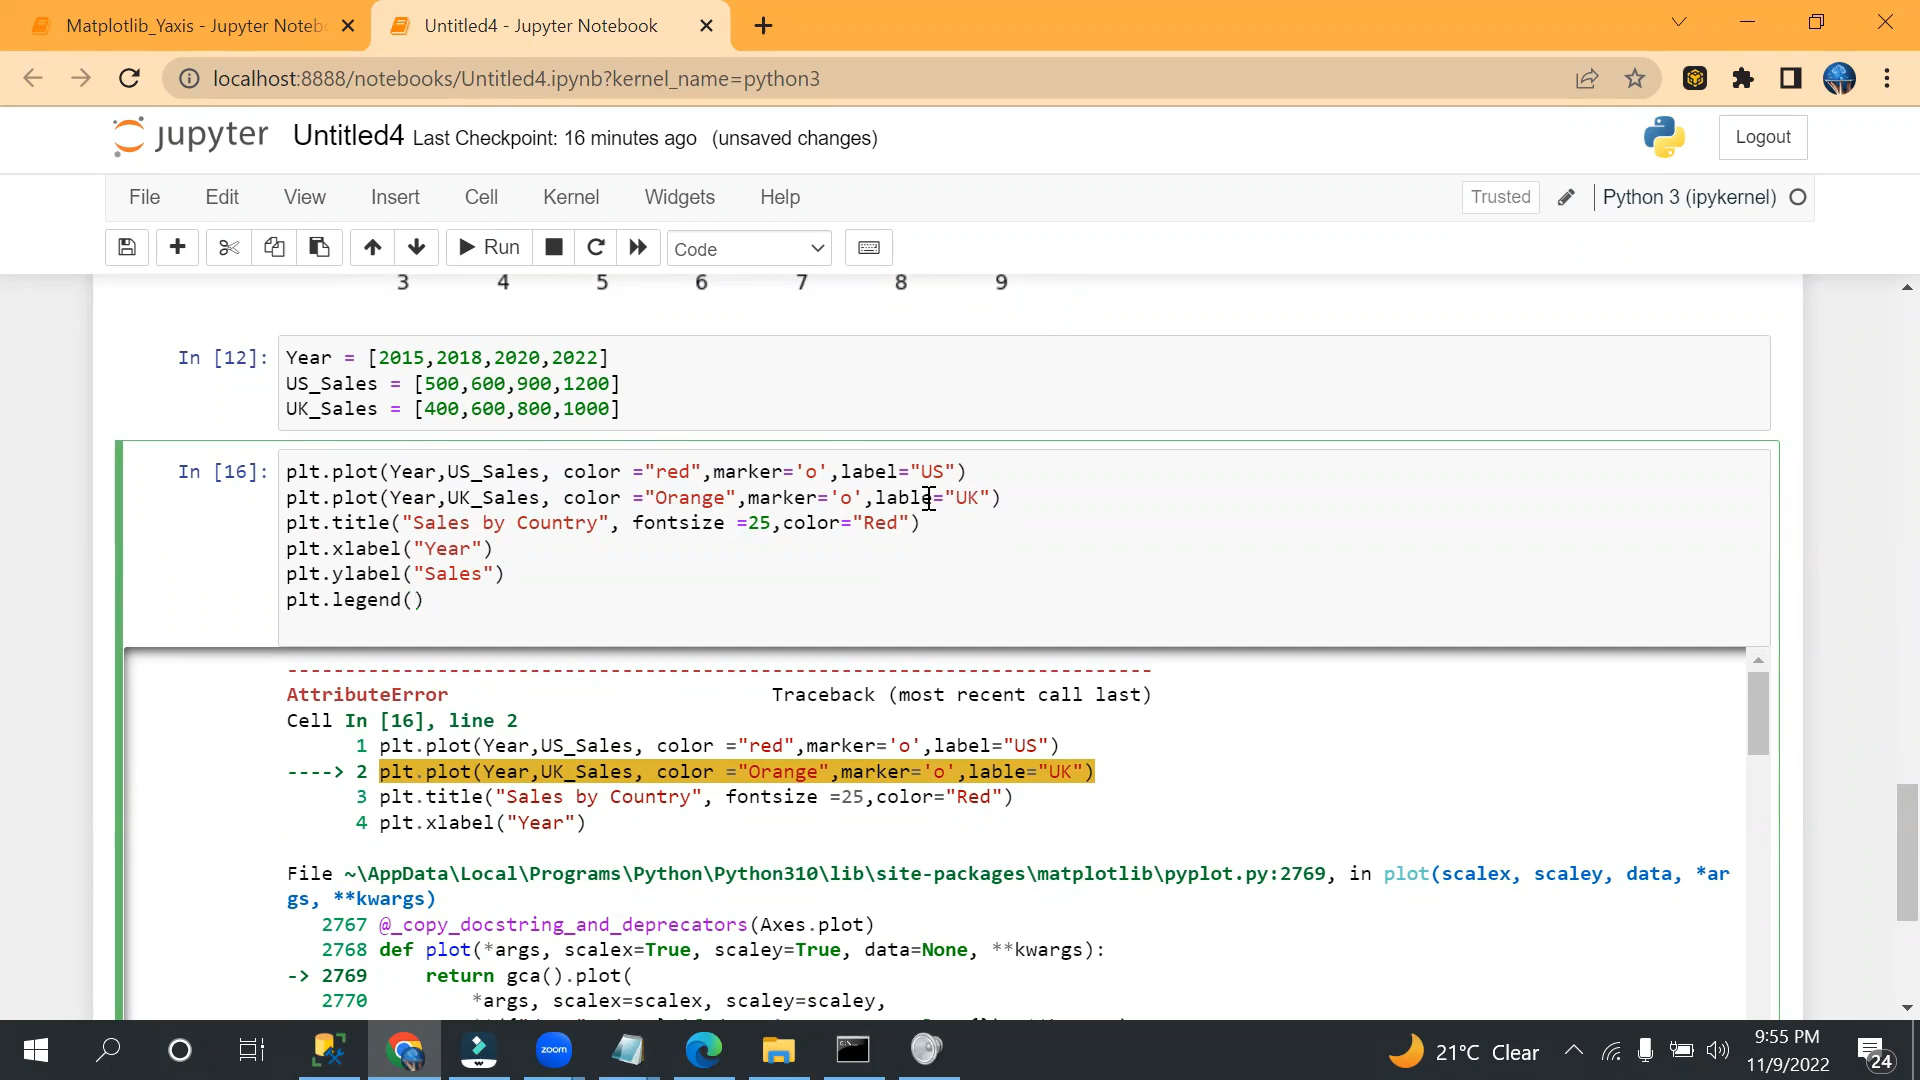 Matplotlib_Yaxis - Jupyter Noteb
Untitled4 - Jupyter Notebook
localhost:8888/notebooks/Untitled4.ipynb?kernel_name=python3
jupyter Untitled4 Last Checkpoint: 16 minutes ago (unsaved changes)
Logout
File Edit View Insert Cell Kernel Widgets Help
Trusted Python 3 (ipykernel)
Run Code
3 4 5 6 7 8 9
In [12]:
Year = [2015,2018,2020,2022]
US_Sales = [500,600,900,1200]
UK_Sales = [400,600,800,1000]
In [16]:
plt.plot(Year,US_Sales, color ="red",marker='o',label="US")
plt.plot(Year,UK_Sales, color ="Orange",marker='o',lable="UK")
plt.title("Sales by Country", fontsize =25,color="Red")
plt.xlabel("Year")
plt.ylabel("Sales")
plt.legend()
---------------------------------------------------------------------------
AttributeError Traceback (most recent call last)
Cell In [16], line 2
1 plt.plot(Year,US_Sales, color ="red",marker='o',label="US")
----> 2 plt.plot(Year,UK_Sales, color ="Orange",marker='o',lable="UK")
3 plt.title("Sales by Country", fontsize =25,color="Red")
4 plt.xlabel("Year")
File ~\AppData\Local\Programs\Python\Python310\lib\site-packages\matplotlib\pyplot.py:2769, in plot(scalex, scaley, data, *ar
gs, **kwargs)
2767 @_copy_docstring_and_deprecators(Axes.plot)
2768 def plot(*args, scalex=True, scaley=True, data=None, **kwargs):
-> 2769 return gca().plot(
2770 *args, scalex=scalex, scaley=scaley,
zoom
21°C Clear
9:55 PM
11/9/2022
24